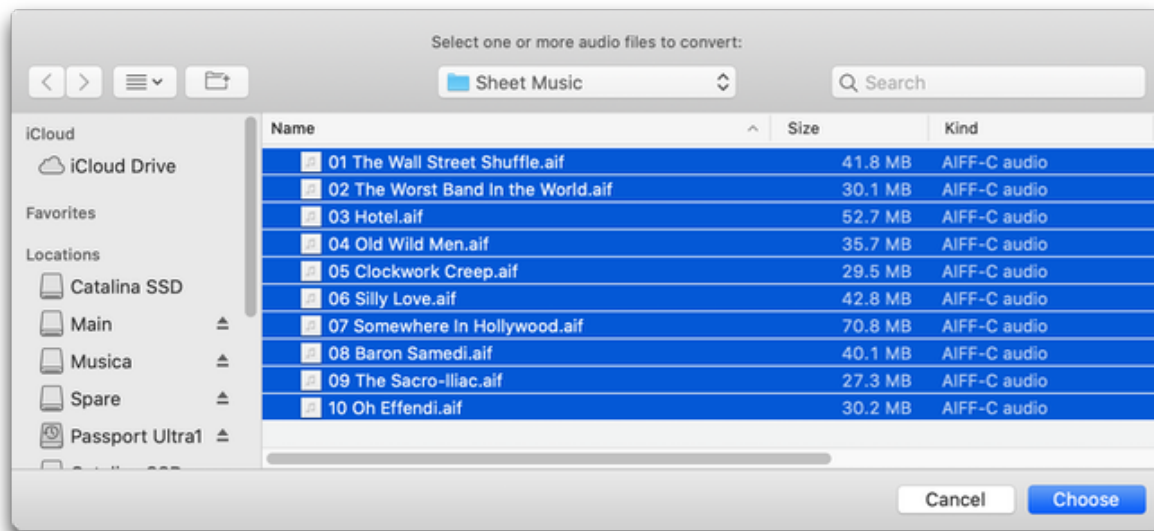 Select one or more audio files to convert:
Sheet Music
Search
iCloud
iCloud Drive
Favorites
Locations
Catalina SSD
Main
Musica
Spare
Passport Ultra1
Name Size Kind
01 The Wall Street Shuffle.aif 41.8 MB AIFF-C audio
02 The Worst Band In the World.aif 30.1 MB AIFF-C audio
03 Hotel.aif 52.7 MB AIFF-C audio
04 Old Wild Men.aif 35.7 MB AIFF-C audio
05 Clockwork Creep.aif 29.5 MB AIFF-C audio
06 Silly Love.aif 42.8 MB AIFF-C audio
07 Somewhere In Hollywood.aif 70.8 MB AIFF-C audio
08 Baron Samedi.aif 40.1 MB AIFF-C audio
09 The Sacro-Iliac.aif 27.3 MB AIFF-C audio
10 Oh Effendi.aif 30.2 MB AIFF-C audio
Cancel Choose